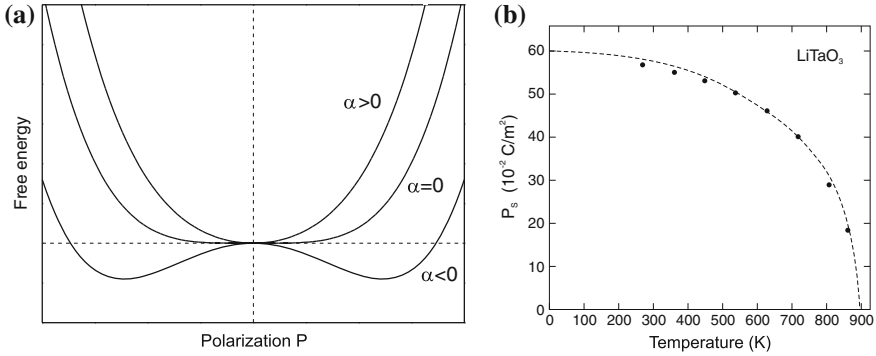 (a)
Free energy
α>0
α=0
α<0
Polarization P
(b)
LiTaO₃
Pₛ (10⁻² C/m²)
60
50
40
30
20
10
0
0 100 200 300 400 500 600 700 800 900
Temperature (K)